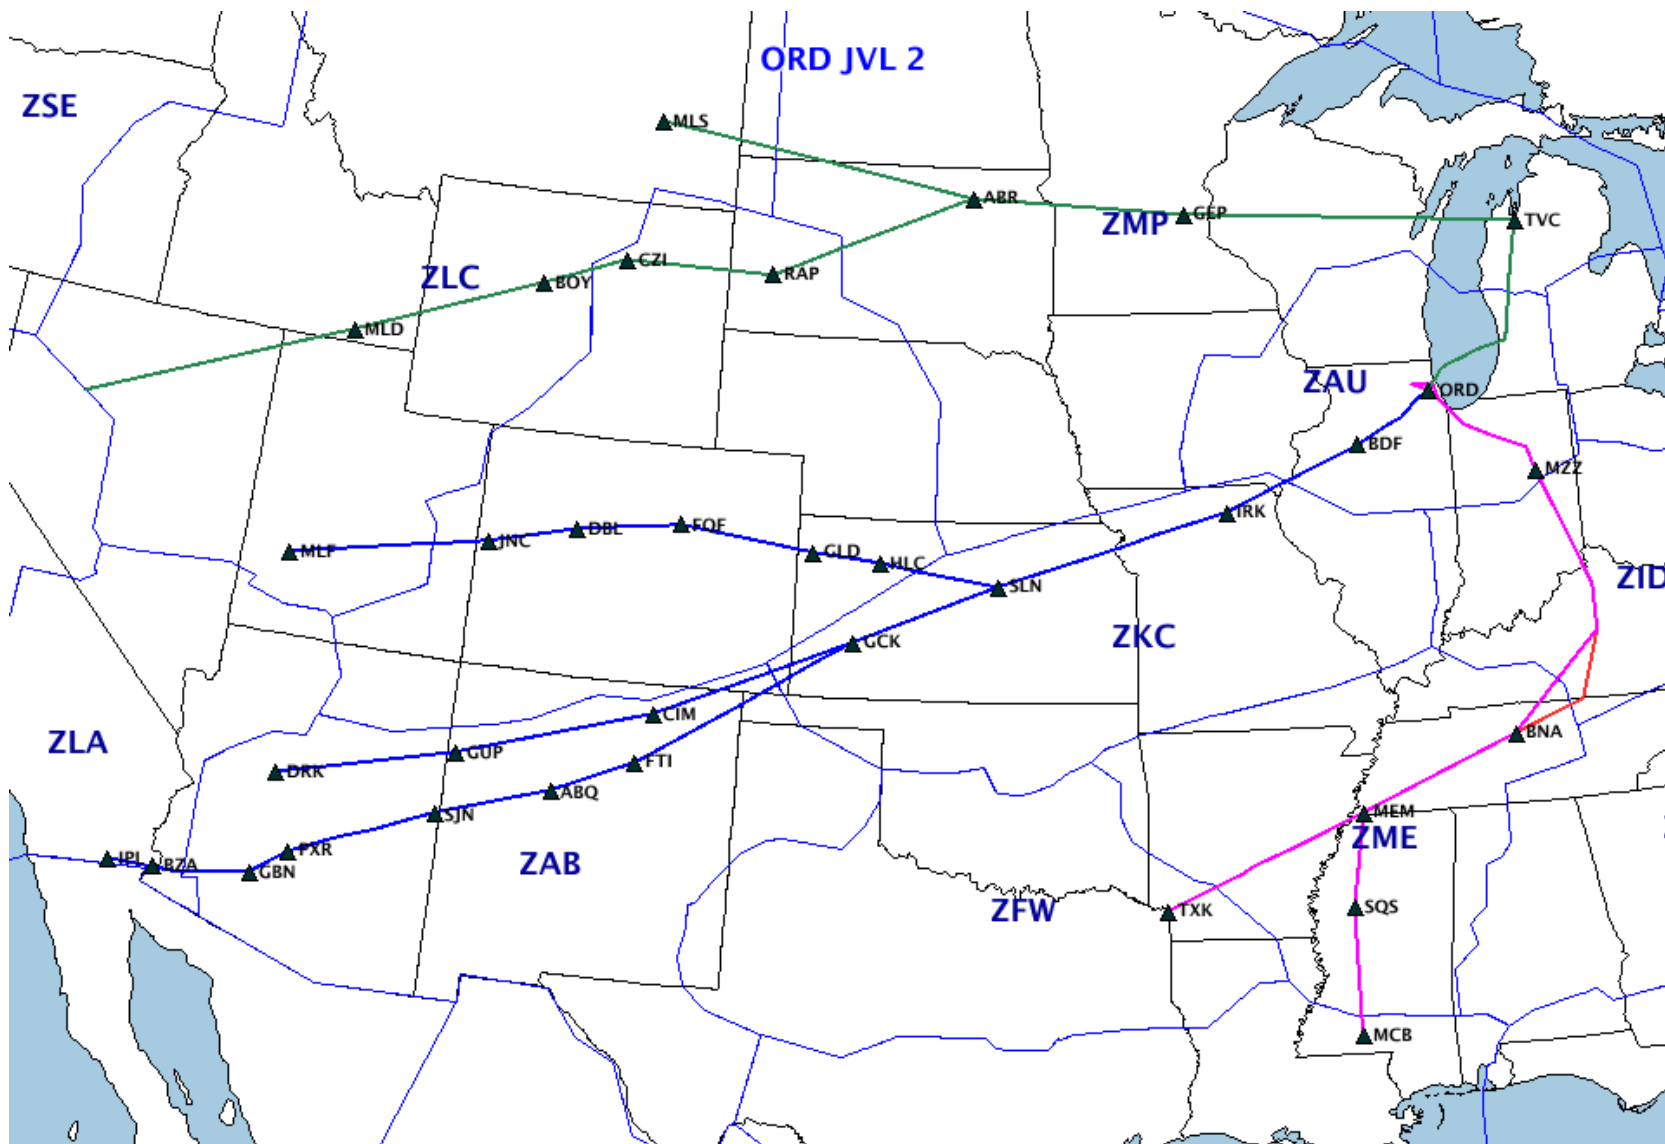 ORD JVL 2
ZSE
MLS
ABR
GEP
ZMP
TVC
CZI
RAP
ZLC
BOY
MLD
ZAU
ORD
BDF
MZZ
IRK
FQF
DBL
JNC
MLF
GLD
HLC
SLN
ZID
ZKC
GCK
CIM
ZLA
GUP
BNA
FTI
DRK
ABQ
SJN
MEM
ZME
PXR
IPL
BZA
GBN
ZAB
ZFW
TXK
SQS
MCB